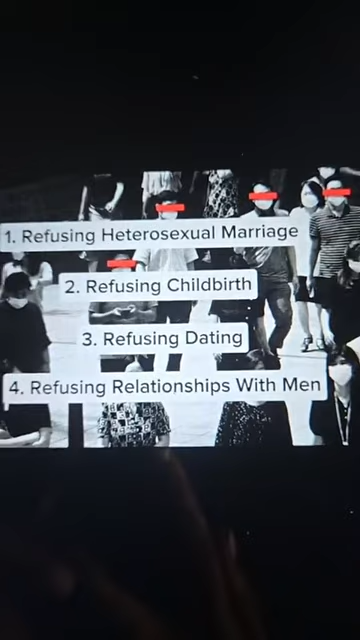 1. Refusing Heterosexual Marriage
2. Refusing Childbirth
3. Refusing Dating
4. Refusing Relationships With Men